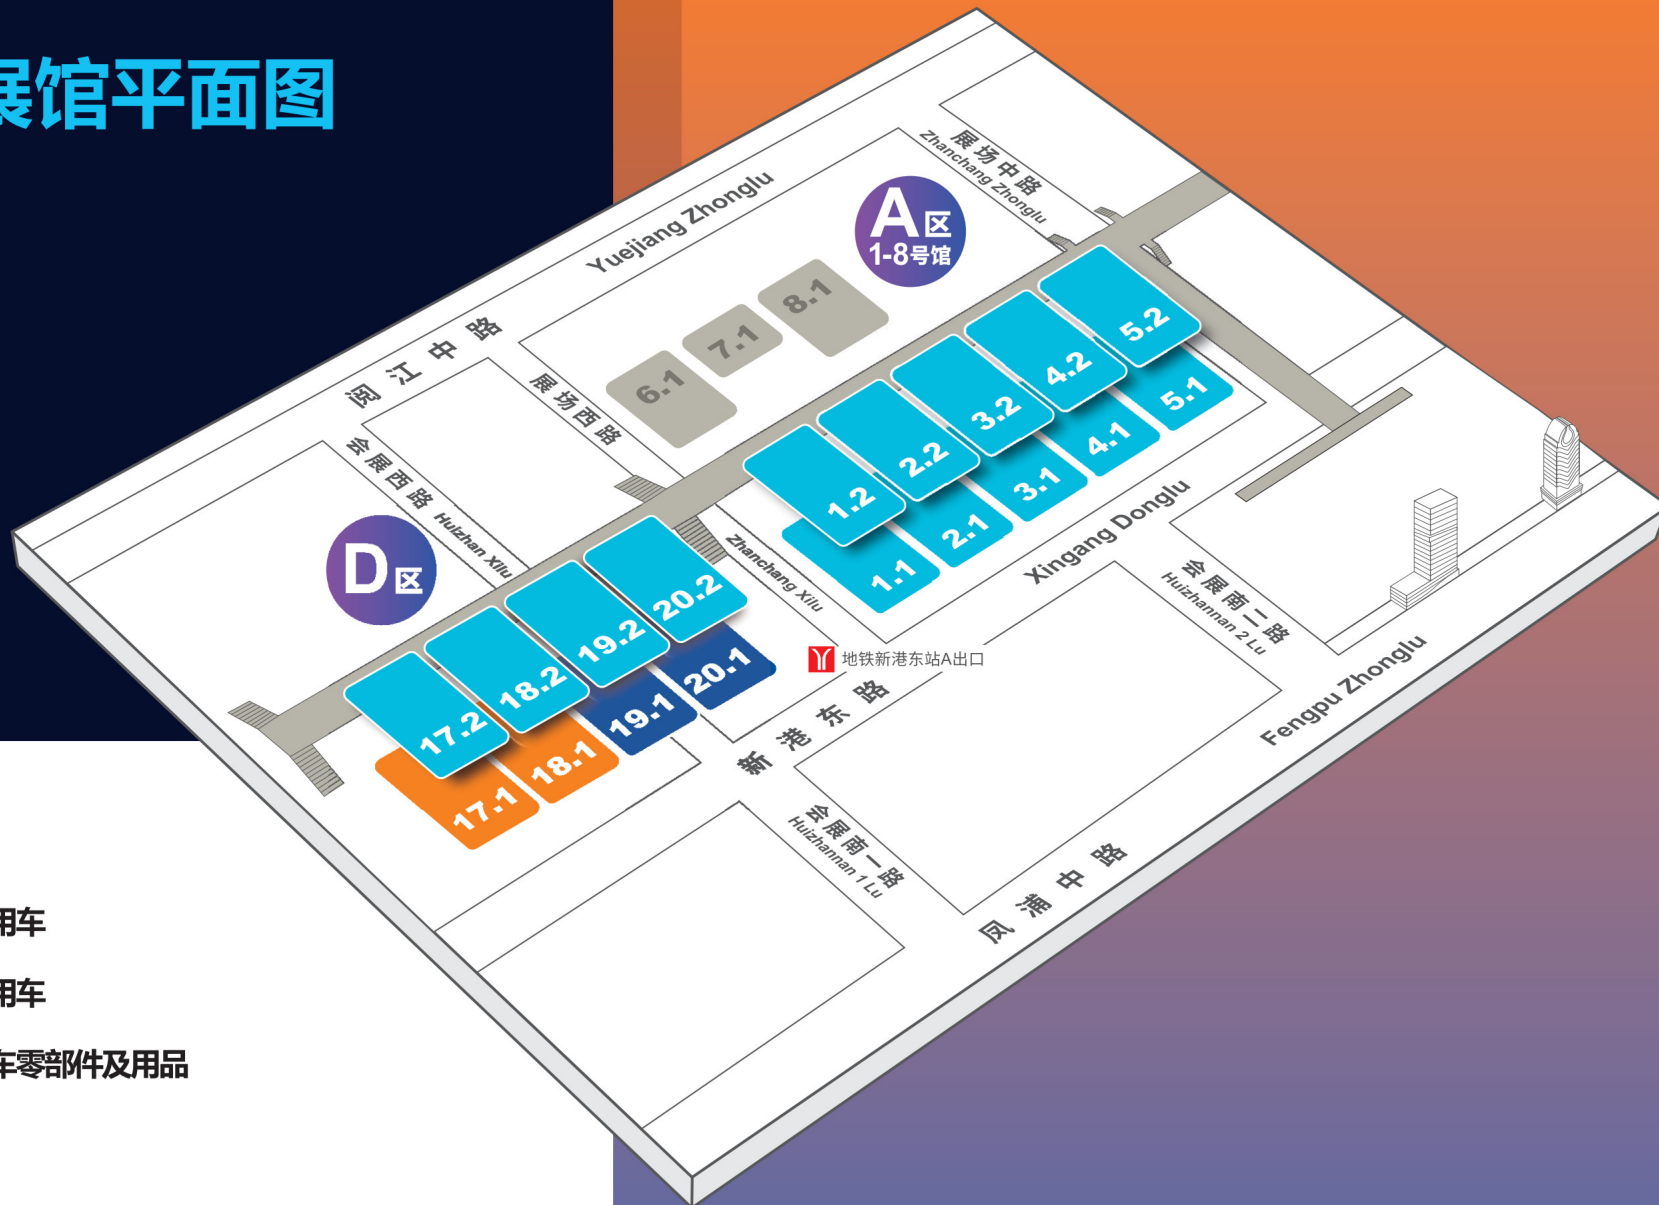 展馆平面图
Yuejiang Zhonglu
阅江中路
展场中路
Zhanchang Zhonglu
A区
1-8号馆
8.1
7.1
6.1
展场西路
Zhanchang Xilu
会展西路 Huizhan Xilu
D区
5.2
4.2
3.2
2.2
1.2
5.1
4.1
3.1
2.1
1.1
20.2
19.2
18.2
17.2
20.1
19.1
18.1
17.1
Xingang Donglu
新港东路
地铁新港东站A出口
会展南二路
Huizhannan 2 Lu
会展南一路
Huizhannan 1 Lu
Fengpu Zhonglu
凤浦中路
用车
用车
车零部件及用品